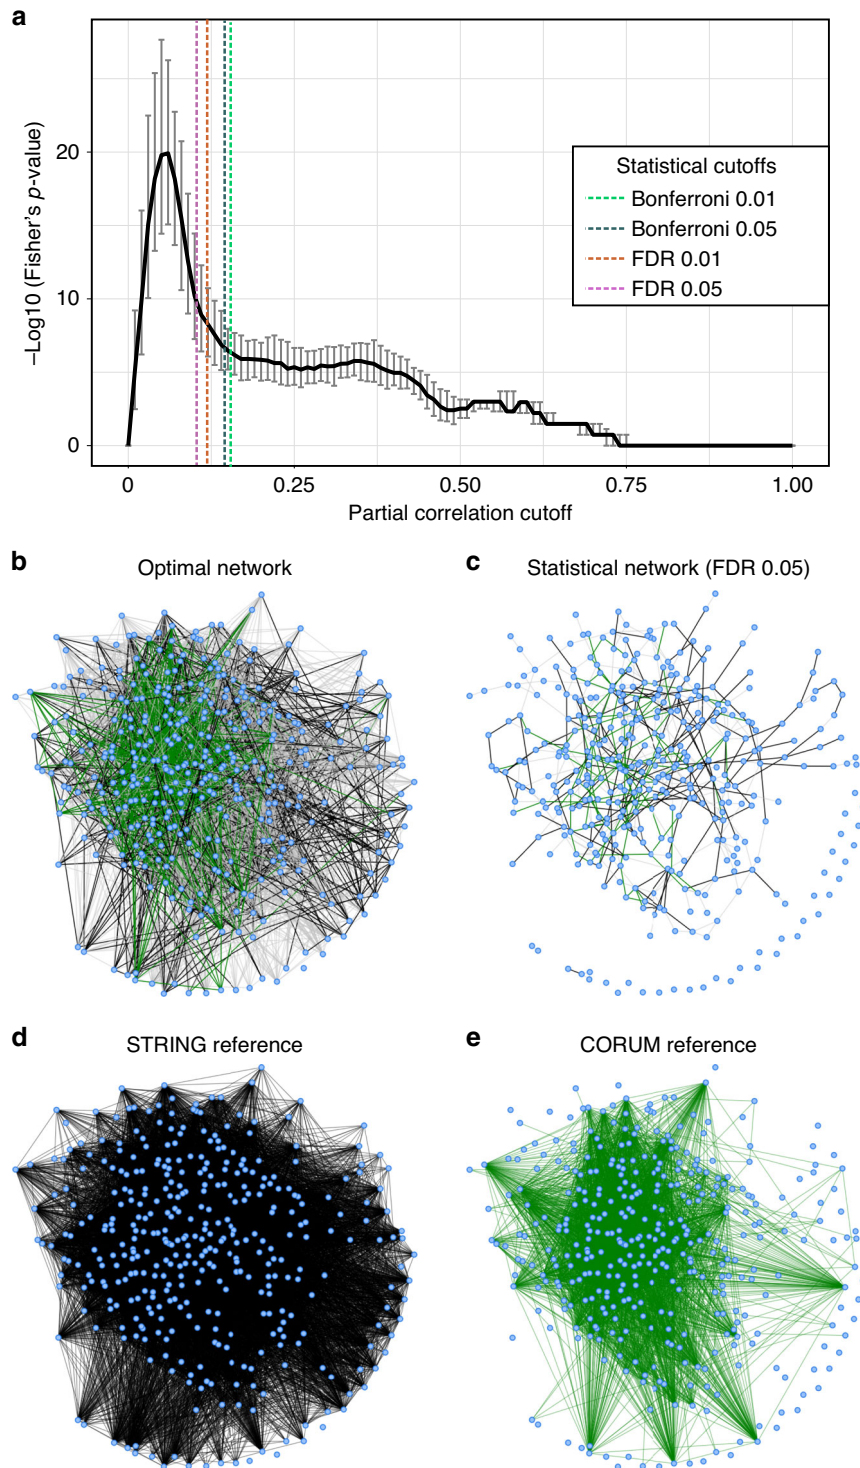 a
−Log10 (Fisher's p-value)
20
10
0
Statistical cutoffs
Bonferroni 0.01
Bonferroni 0.05
FDR 0.01
FDR 0.05
0 0.25 0.50 0.75 1.00
Partial correlation cutoff
b Optimal network
c Statistical network (FDR 0.05)
d STRING reference
e CORUM reference